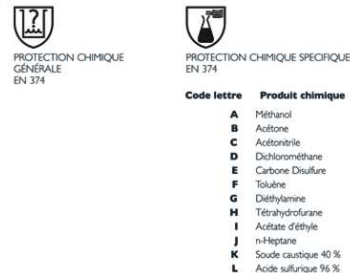 ?
PROTECTION CHIMIQUE
GÉNÉRALE
EN 374
PROTECTION CHIMIQUE SPECIFIQUE
EN 374
Code lettre Produit chimique
A Méthanol
B Acétone
C Acétonitrile
D Dichlorométhane
E Carbone Disulfure
F Toluène
G Diéthylamine
H Tétrahydrofurane
I Acétate d'éthyle
J n-Heptane
K Soude caustique 40 %
L Acide sulfurique 96 %